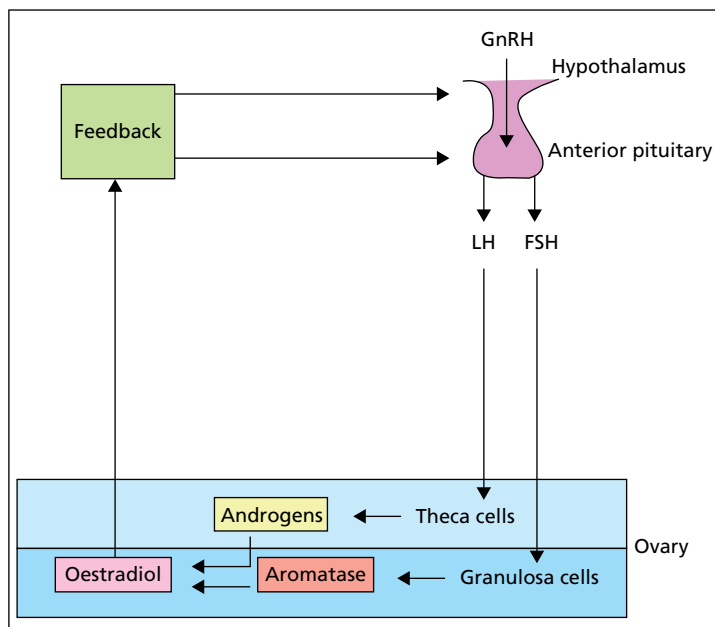 GnRH
Hypothalamus
Feedback
Anterior pituitary
LH FSH
Androgens
Theca cells
Ovary
Oestradiol
Aromatase
Granulosa cells